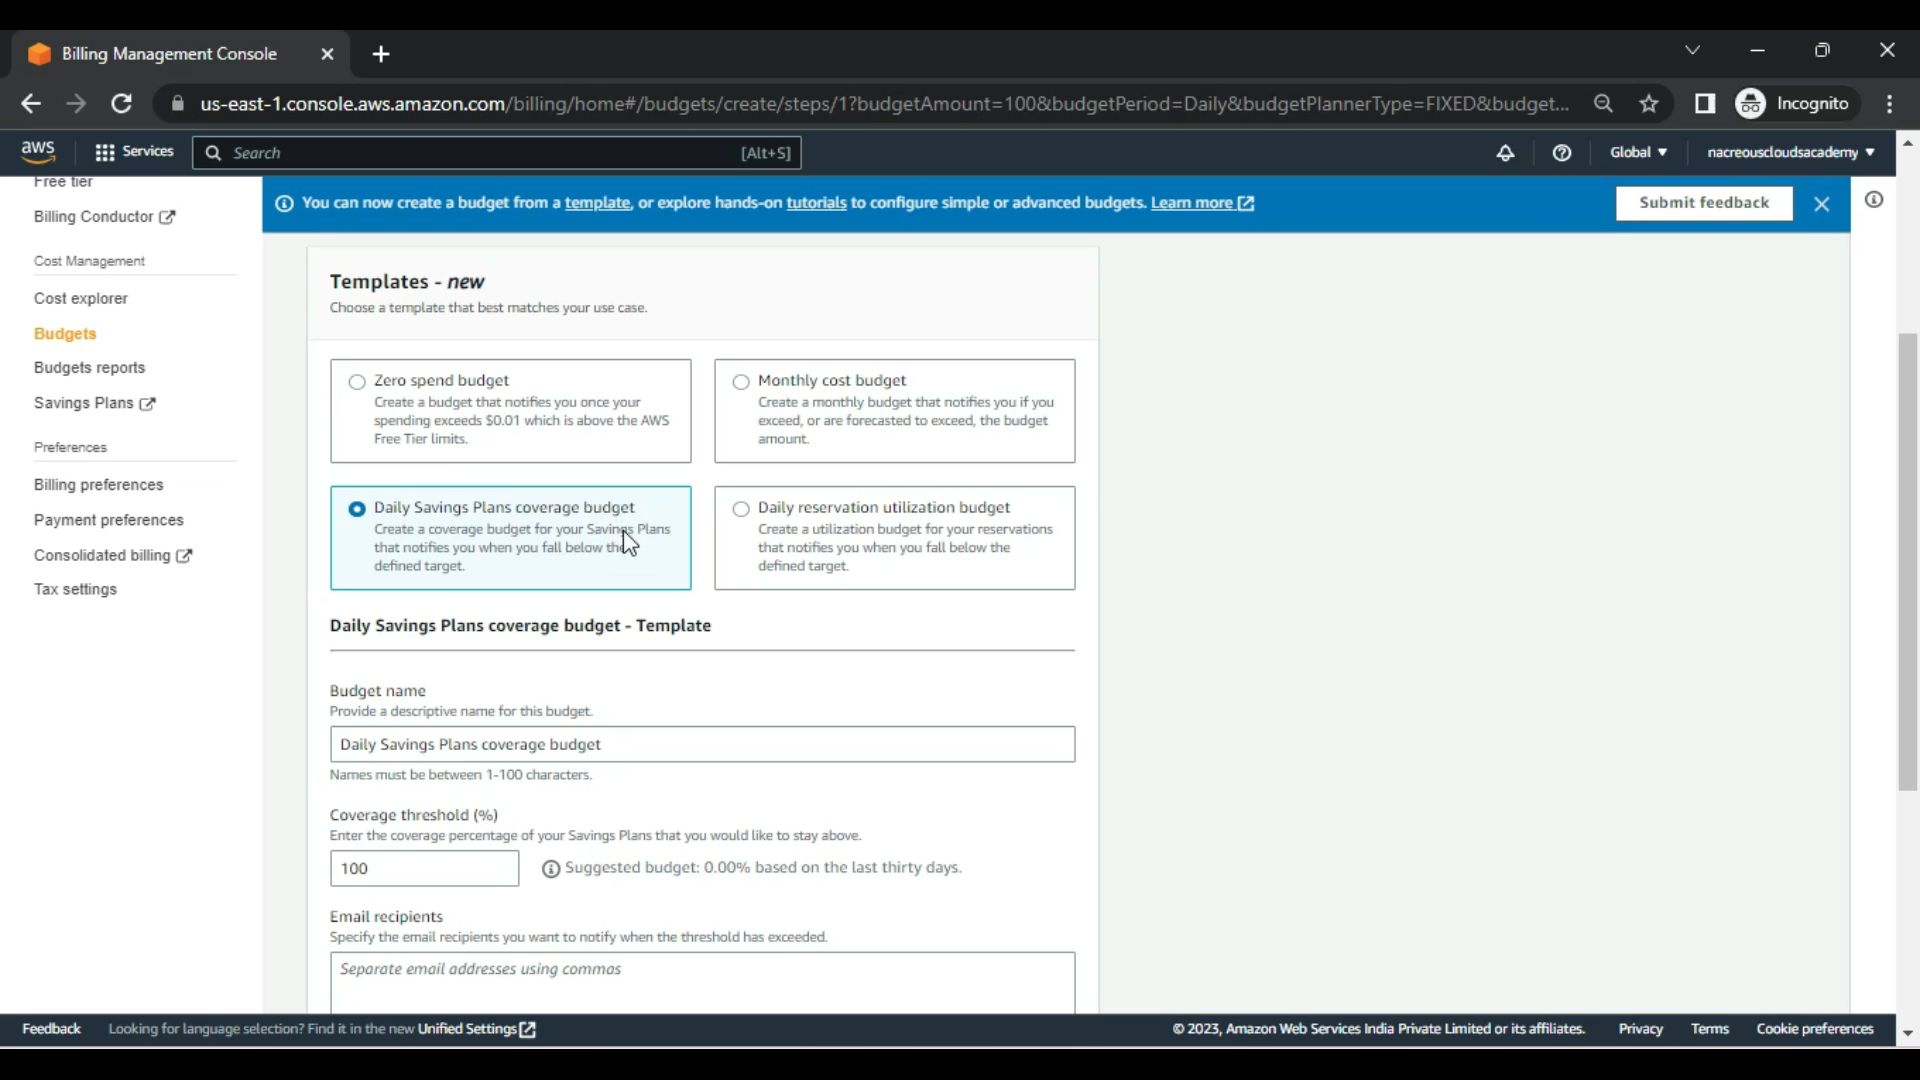 Billing Management Console
us-east-1.console.aws.amazon.com/billing/home#/budgets/create/steps/1?budgetAmount=100&budgetPeriod=Daily&budgetPlannerType=FIXED&budget...
Incognito
aws
Services
Search
[Alt+S]
Global
nacreouscloudsacademy
Free tier
Billing Conductor
Cost Management
Cost explorer
Budgets
Budgets reports
Savings Plans
Preferences
Billing preferences
Payment preferences
Consolidated billing
Tax settings
You can now create a budget from a template, or explore hands-on tutorials to configure simple or advanced budgets. Learn more
Submit feedback
Templates - new
Choose a template that best matches your use case.
Zero spend budget
Create a budget that notifies you once your
spending exceeds $0.01 which is above the AWS
Free Tier limits.
Monthly cost budget
Create a monthly budget that notifies you if you
exceed, or are forecasted to exceed, the budget
amount.
Daily Savings Plans coverage budget
Create a coverage budget for your Savings Plans
that notifies you when you fall below the
defined target.
Daily reservation utilization budget
Create a utilization budget for your reservations
that notifies you when you fall below the
defined target.
Daily Savings Plans coverage budget - Template
Budget name
Provide a descriptive name for this budget.
Daily Savings Plans coverage budget
Names must be between 1-100 characters.
Coverage threshold (%)
Enter the coverage percentage of your Savings Plans that you would like to stay above.
100
Suggested budget: 0.00% based on the last thirty days.
Email recipients
Specify the email recipients you want to notify when the threshold has exceeded.
Separate email addresses using commas
Feedback
Looking for language selection? Find it in the new Unified Settings
© 2023, Amazon Web Services India Private Limited or its affiliates.
Privacy
Terms
Cookie preferences